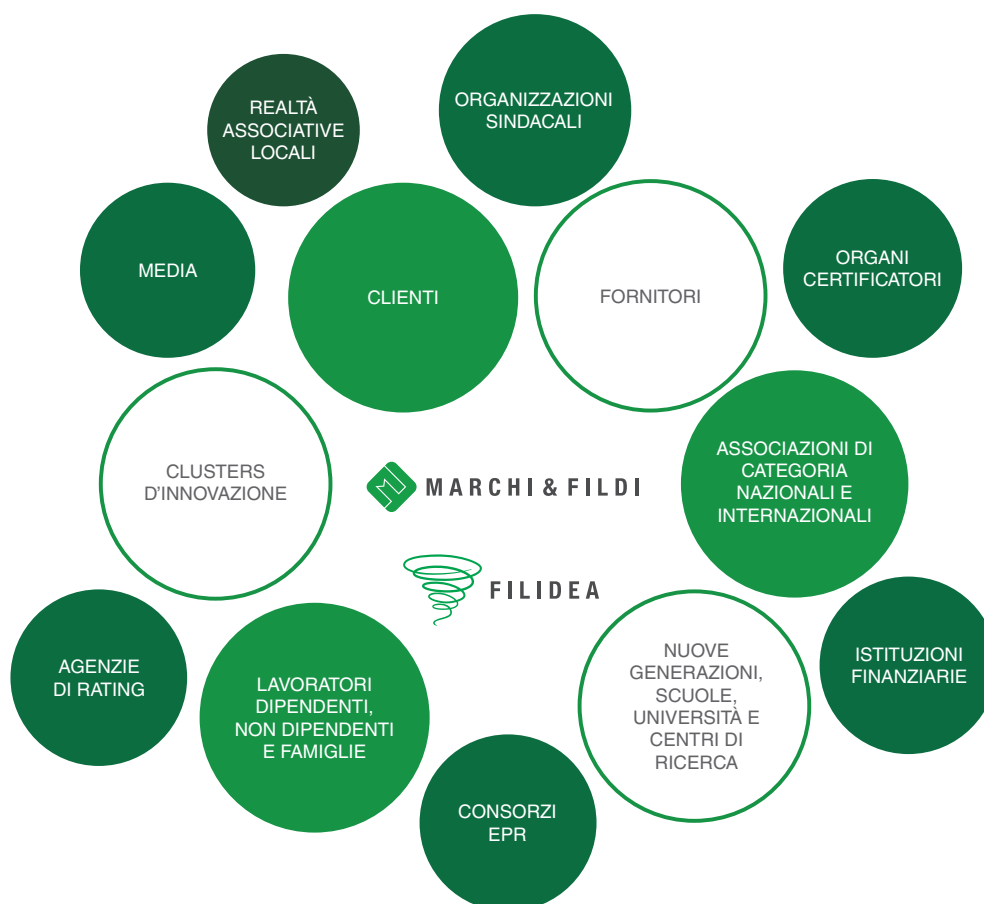 REALTÀ
ASSOCIATIVE
LOCALI
ORGANIZZAZIONI
SINDACALI
MEDIA
CLIENTI
FORNITORI
ORGANI
CERTIFICATORI
CLUSTERS
D'INNOVAZIONE
MARCHI & FILDI
FILIDEA
ASSOCIAZIONI DI
CATEGORIA
NAZIONALI E
INTERNAZIONALI
AGENZIE
DI RATING
LAVORATORI
DIPENDENTI,
NON DIPENDENTI
E FAMIGLIE
NUOVE
GENERAZIONI,
SCUOLE,
UNIVERSITÀ E
CENTRI DI
RICERCA
ISTITUZIONI
FINANZIARIE
CONSORZI
EPR